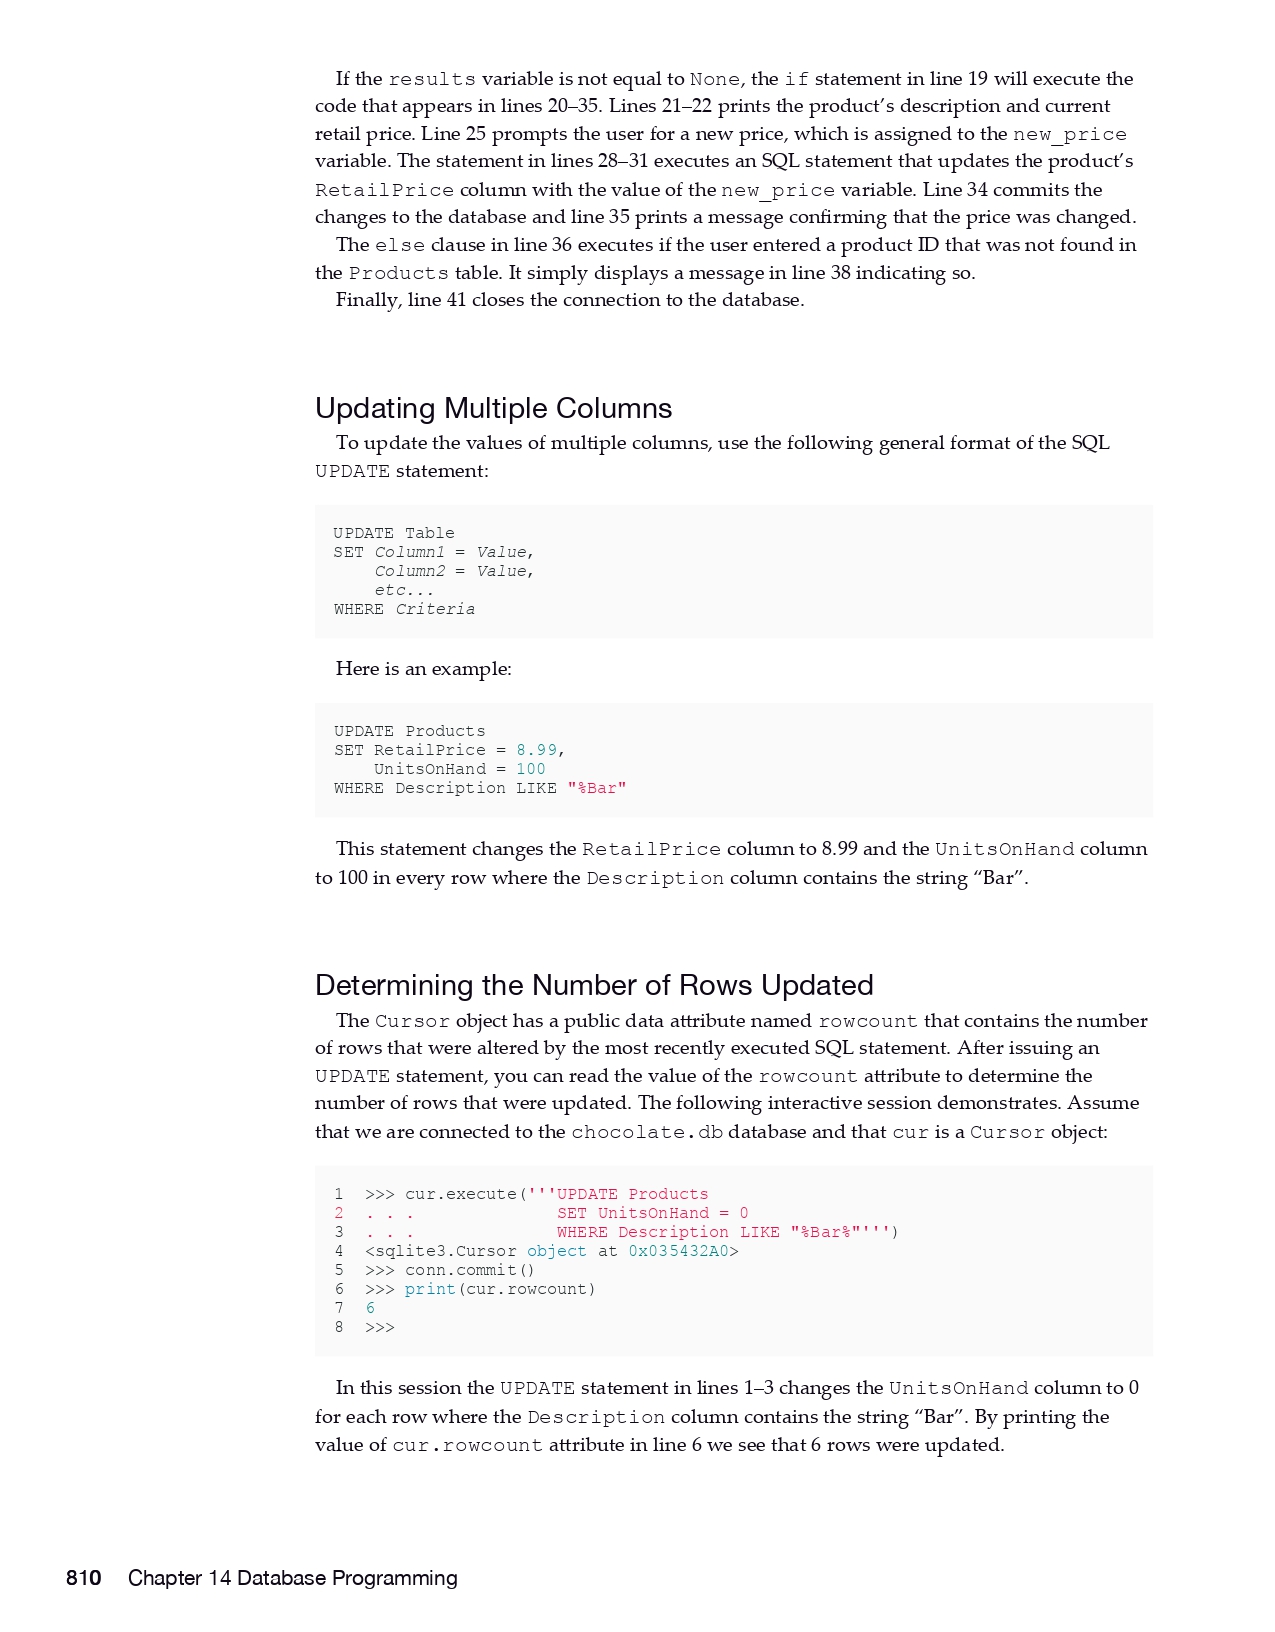 If the results variable is not equal to None, the if statement in line 19 will execute the
code that appears in lines 20–35. Lines 21–22 prints the product’s description and current
retail price. Line 25 prompts the user for a new price, which is assigned to the new_price
variable. The statement in lines 28–31 executes an SQL statement that updates the product’s
RetailPrice column with the value of the new_price variable. Line 34 commits the
changes to the database and line 35 prints a message confirming that the price was changed.
The else clause in line 36 executes if the user entered a product ID that was not found in
the Products table. It simply displays a message in line 38 indicating so.
Finally, line 41 closes the connection to the database.
Updating Multiple Columns
To update the values of multiple columns, use the following general format of the SQL
UPDATE statement:
UPDATE Table
SET Column1 = Value,
    Column2 = Value,
    etc...
WHERE Criteria
Here is an example:
UPDATE Products
SET RetailPrice = 8.99,
    UnitsOnHand = 100
WHERE Description LIKE "%Bar"
This statement changes the RetailPrice column to 8.99 and the UnitsOnHand column
to 100 in every row where the Description column contains the string “Bar”.
Determining the Number of Rows Updated
The Cursor object has a public data attribute named rowcount that contains the number
of rows that were altered by the most recently executed SQL statement. After issuing an
UPDATE statement, you can read the value of the rowcount attribute to determine the
number of rows that were updated. The following interactive session demonstrates. Assume
that we are connected to the chocolate.db database and that cur is a Cursor object:
1  >>> cur.execute('''UPDATE Products
2  . . .              SET UnitsOnHand = 0
3  . . .              WHERE Description LIKE "%Bar%"''')
4  <sqlite3.Cursor object at 0x035432A0>
5  >>> conn.commit()
6  >>> print(cur.rowcount)
7  6
8  >>>
In this session the UPDATE statement in lines 1–3 changes the UnitsOnHand column to 0
for each row where the Description column contains the string “Bar”. By printing the
value of cur.rowcount attribute in line 6 we see that 6 rows were updated.
810 Chapter 14 Database Programming